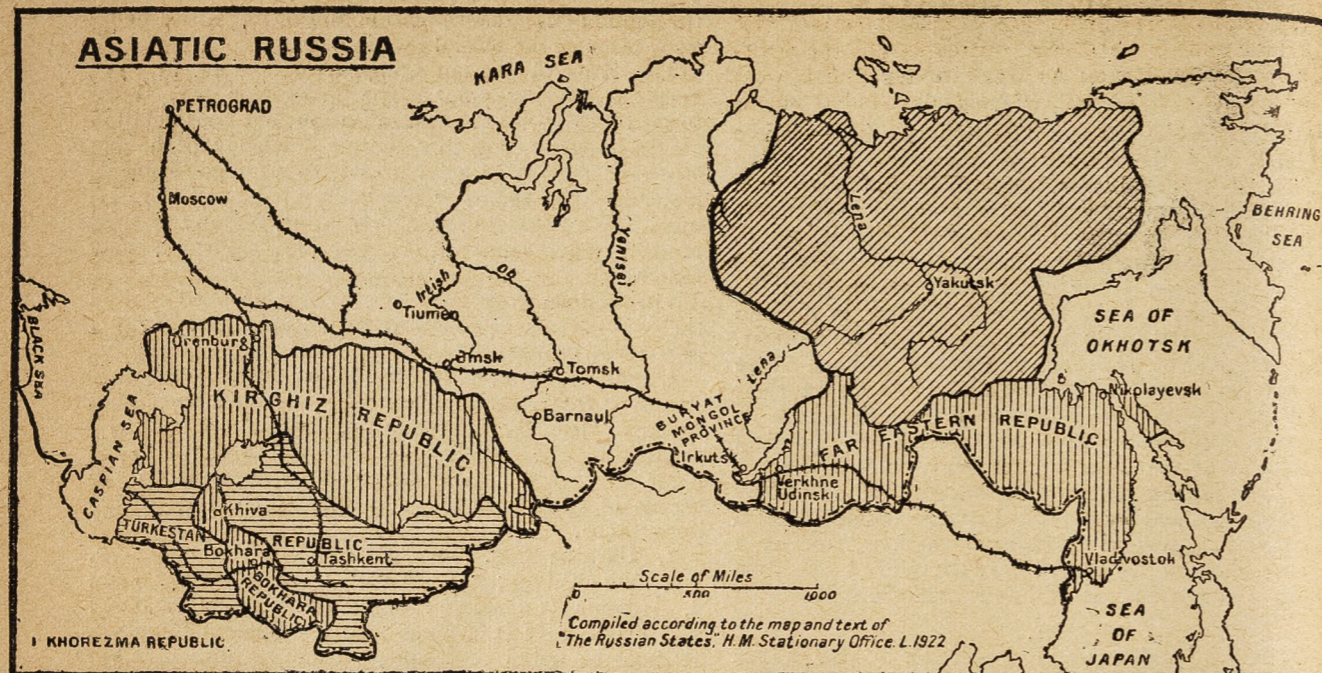 ASIATIC RUSSIA
KARA SEA
PETROGRAD
Moscow
Lena
BEHRING
SEA
Yenisei
Ob
Irtish
Tiumen
Yakutsk
BLACK SEA
SEA OF
OKHOTSK
Orenburg
Omsk
Tomsk
Lena
Nikolayevsk
KIRGHIZ REPUBLIC
Barnaul
BURYAT
MONGOL
PROVINCE
FAR EASTERN REPUBLIC
CASPIAN SEA
Irkutsk
Verkhne
Udinsk
Khiva
TURKESTAN REPUBLIC
Bokhara
Tashkent
Vladivostok
BOKHARA
REPUBLIC
Scale of Miles
0 500 1000
SEA
OF
JAPAN
Compiled according to the map and text of
"The Russian States," H.M. Stationary Office. L.1922
1 KHOREZMA REPUBLIC